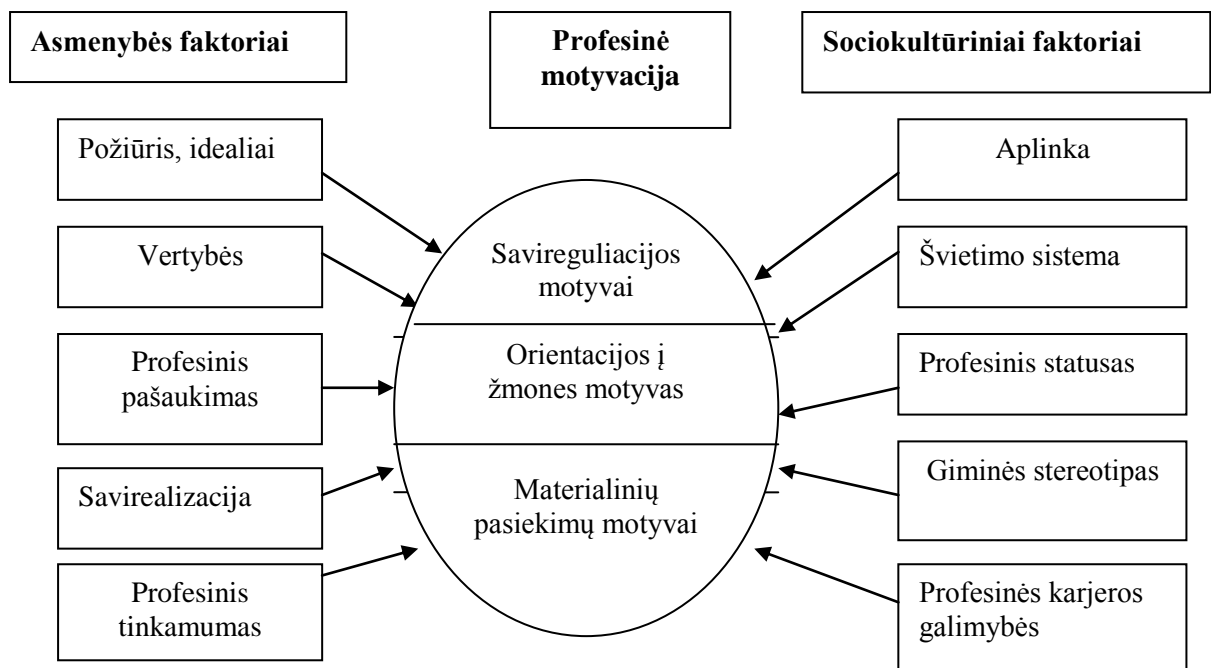 Asmenybės faktoriai
Profesinė
motyvacija
Sociokultūriniai faktoriai
Požiūris, idealiai
Vertybės
Profesinis
pašaukimas
Savirealizacija
Profesinis
tinkamumas
Savireguliacijos
motyvai
Orientacijos į
žmones motyvas
Materialinių
pasiekimų motyvai
Aplinka
Švietimo sistema
Profesinis statusas
Giminės stereotipas
Profesinės karjeros
galimybės